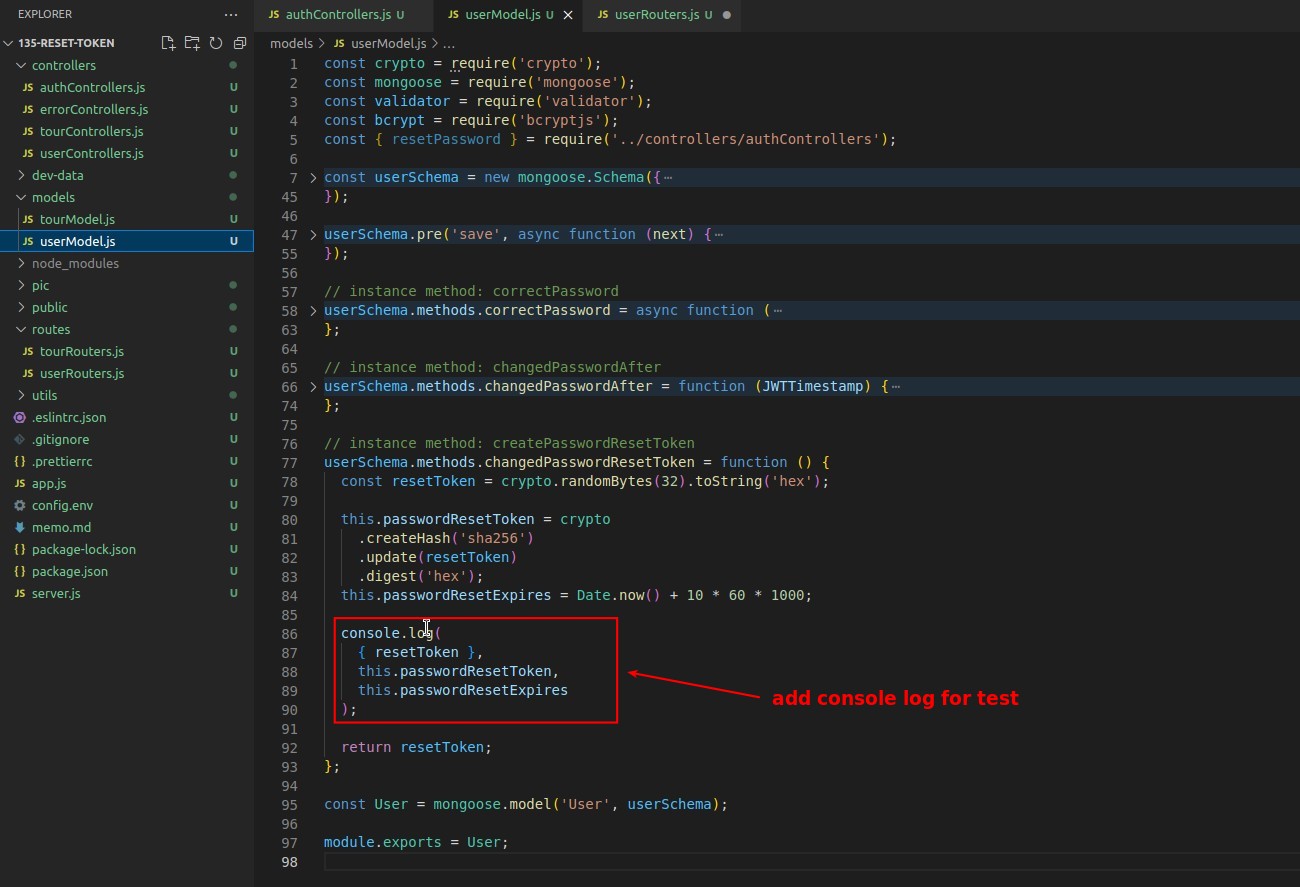 EXPLORER ...
135-RESET-TOKEN
controllers
JS authControllers.js U
JS errorControllers.js U
JS tourControllers.js U
JS userControllers.js U
dev-data
models
JS tourModel.js U
JS userModel.js U
node_modules
pic
public
routes
JS tourRouters.js U
JS userRouters.js U
utils
.eslintrc.json U
.gitignore U
{} .prettierrc U
JS app.js U
config.env U
memo.md U
{} package-lock.json U
{} package.json U
JS server.js U
JS authControllers.js U JS userModel.js U JS userRouters.js U
models > JS userModel.js > ...
1 const crypto = require('crypto');
2 const mongoose = require('mongoose');
3 const validator = require('validator');
4 const bcrypt = require('bcryptjs');
5 const { resetPassword } = require('../controllers/authControllers');
6
7 const userSchema = new mongoose.Schema({⋯
45 });
46
47 userSchema.pre('save', async function (next) {⋯
55 });
56
57 // instance method: correctPassword
58 userSchema.methods.correctPassword = async function (⋯
63 };
64
65 // instance method: changedPasswordAfter
66 userSchema.methods.changedPasswordAfter = function (JWTTimestamp) {⋯
74 };
75
76 // instance method: createPasswordResetToken
77 userSchema.methods.changedPasswordResetToken = function () {
78 const resetToken = crypto.randomBytes(32).toString('hex');
79
80 this.passwordResetToken = crypto
81 .createHash('sha256')
82 .update(resetToken)
83 .digest('hex');
84 this.passwordResetExpires = Date.now() + 10 * 60 * 1000;
85
86 console.log(
87 { resetToken },
88 this.passwordResetToken,
89 this.passwordResetExpires
90 );
91
92 return resetToken;
93 };
94
95 const User = mongoose.model('User', userSchema);
96
97 module.exports = User;
98
add console log for test